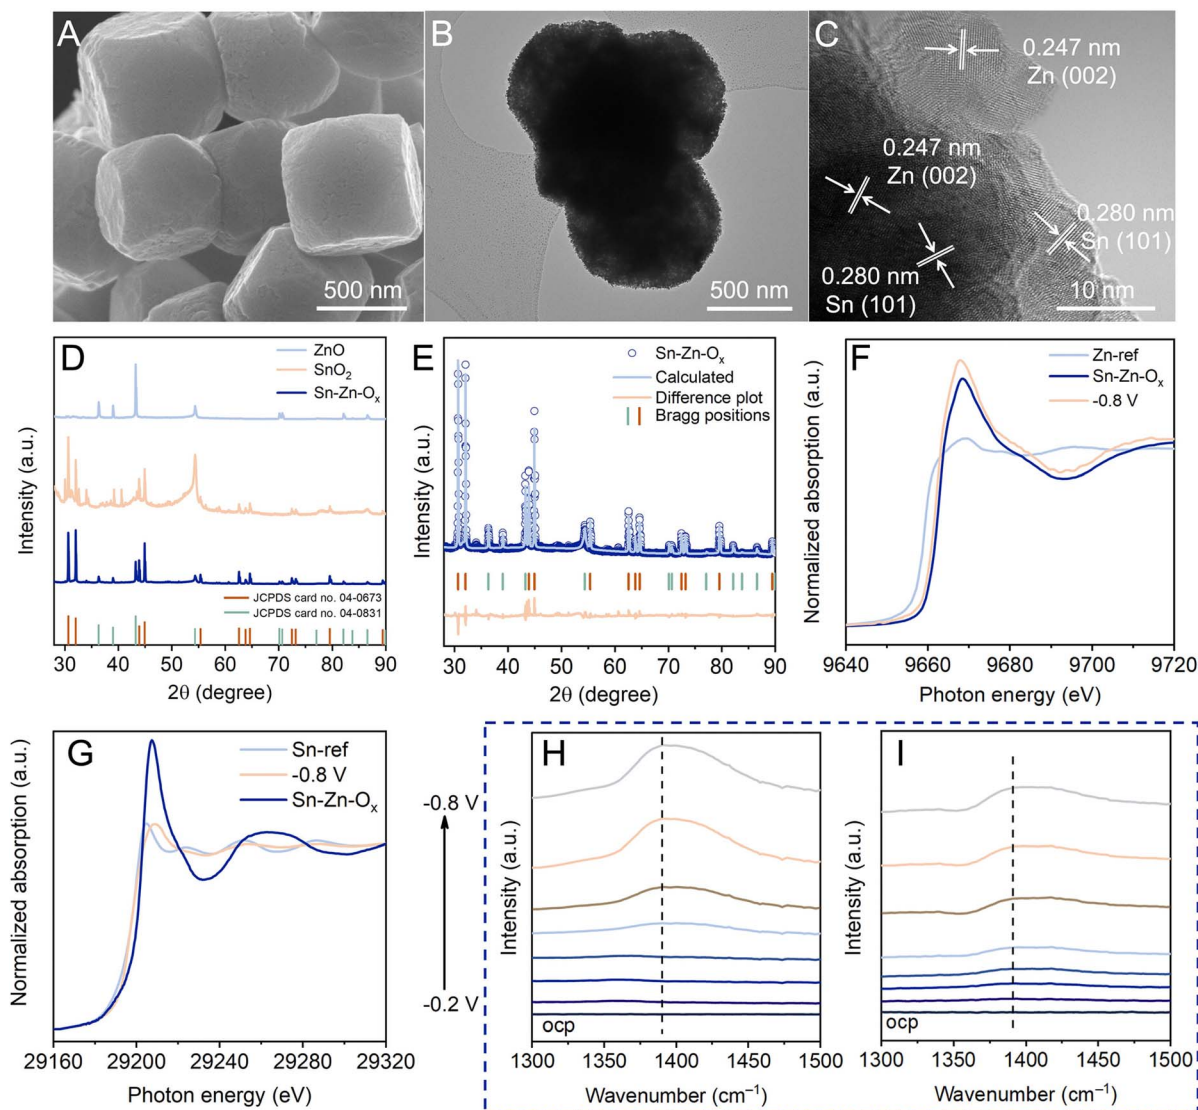 A
500 nm
B
500 nm
C
0.247 nm
Zn (002)
0.247 nm
Zn (002)
0.280 nm
Sn (101)
0.280 nm
Sn (101)
10 nm
D
ZnO
SnO₂
Sn-Zn-Oₓ
Intensity (a.u.)
JCPDS card no. 04-0673
JCPDS card no. 04-0831
30 40 50 60 70 80 90
2θ (degree)
E
Sn-Zn-Oₓ
Calculated
Difference plot
Bragg positions
Intensity (a.u.)
30 40 50 60 70 80 90
2θ (degree)
F
Zn-ref
Sn-Zn-Oₓ
-0.8 V
Normalized absorption (a.u.)
9640 9660 9680 9700 9720
Photon energy (eV)
G
Sn-ref
-0.8 V
Sn-Zn-Oₓ
Normalized absorption (a.u.)
29160 29200 29240 29280 29320
Photon energy (eV)
-0.8 V
-0.2 V
H
Intensity (a.u.)
ocp
1300 1350 1400 1450 1500
Wavenumber (cm⁻¹)
I
Intensity (a.u.)
ocp
1300 1350 1400 1450 1500
Wavenumber (cm⁻¹)